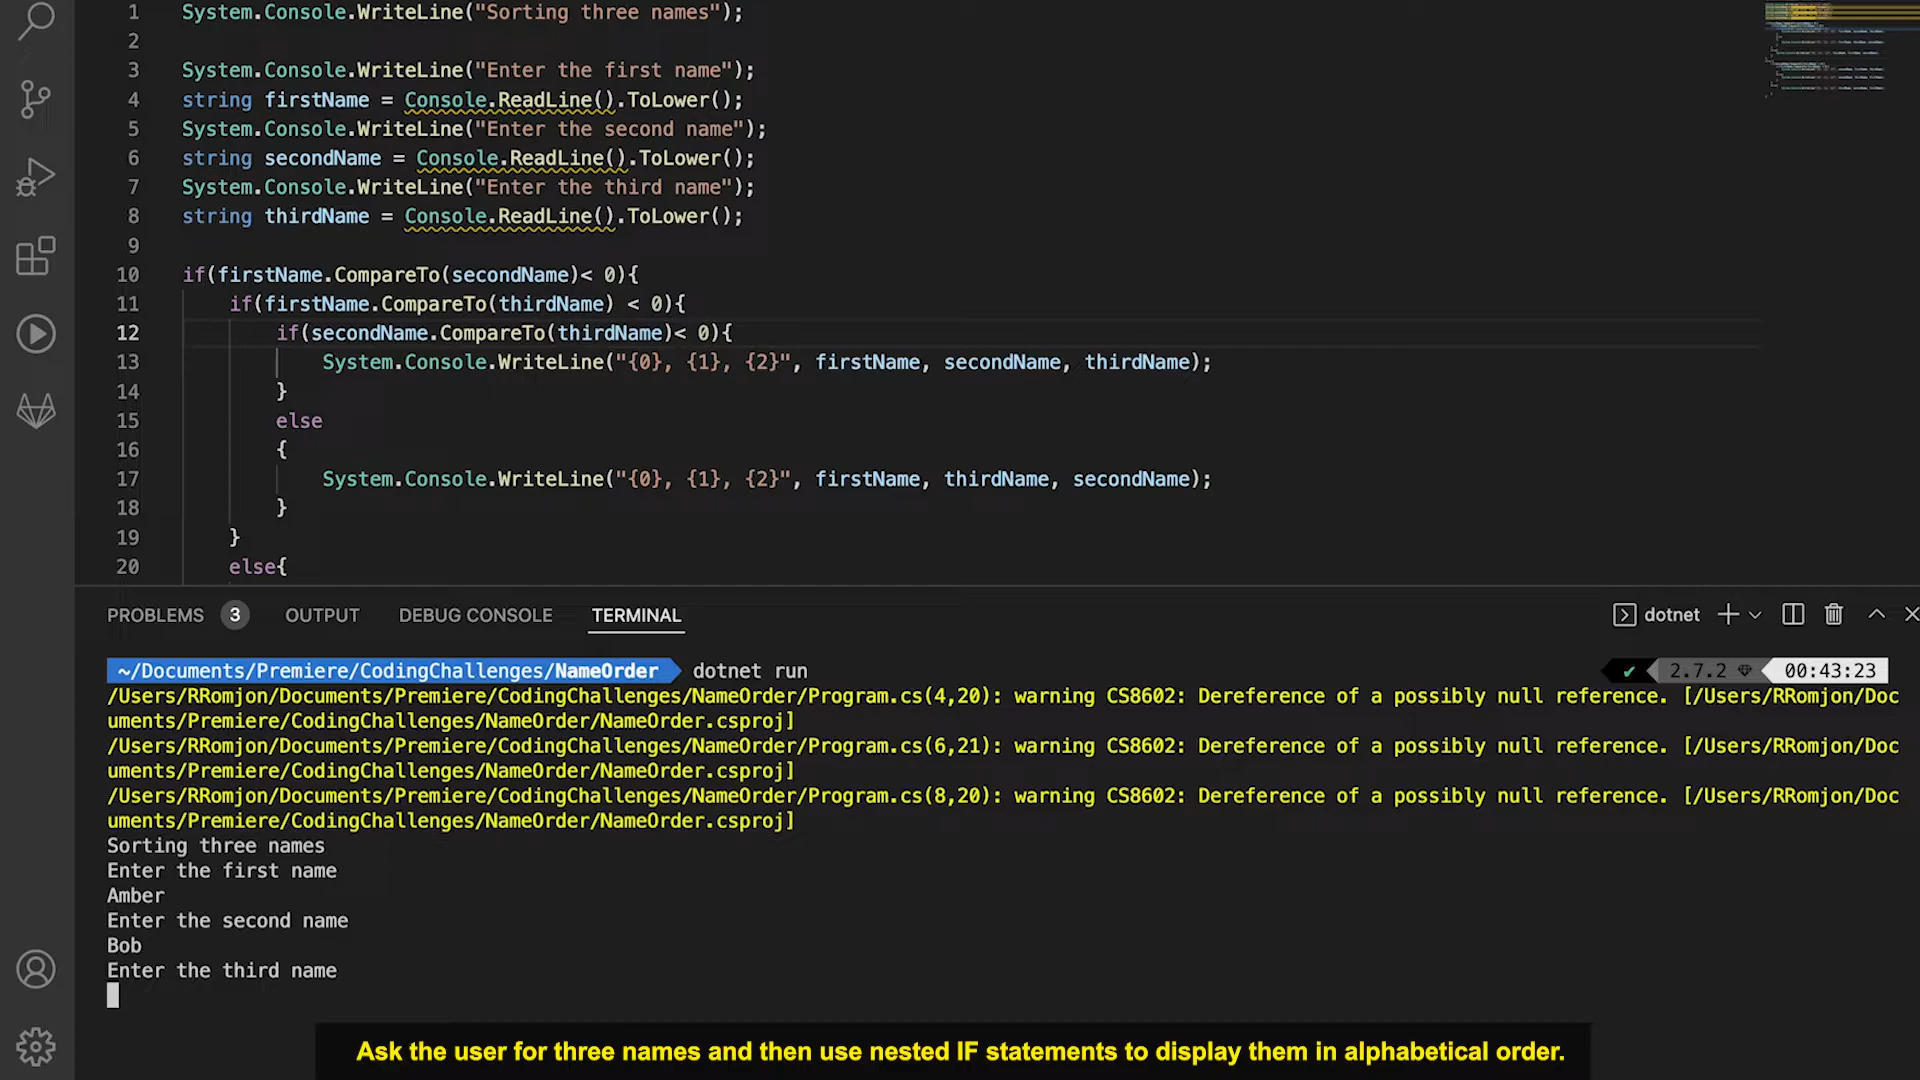 1 System.Console.WriteLine("Sorting three names");
2
3 System.Console.WriteLine("Enter the first name");
4 string firstName = Console.ReadLine().ToLower();
5 System.Console.WriteLine("Enter the second name");
6 string secondName = Console.ReadLine().ToLower();
7 System.Console.WriteLine("Enter the third name");
8 string thirdName = Console.ReadLine().ToLower();
9
10 if(firstName.CompareTo(secondName)< 0){
11 if(firstName.CompareTo(thirdName) < 0){
12 if(secondName.CompareTo(thirdName)< 0){
13 System.Console.WriteLine("{0}, {1}, {2}", firstName, secondName, thirdName);
14 }
15 else
16 {
17 System.Console.WriteLine("{0}, {1}, {2}", firstName, thirdName, secondName);
18 }
19 }
20 else{
PROBLEMS 3 OUTPUT DEBUG CONSOLE TERMINAL dotnet
~/Documents/Premiere/CodingChallenges/NameOrder dotnet run ✔ 2.7.2 00:43:23
/Users/RRomjon/Documents/Premiere/CodingChallenges/NameOrder/Program.cs(4,20): warning CS8602: Dereference of a possibly null reference. [/Users/RRomjon/Doc
uments/Premiere/CodingChallenges/NameOrder/NameOrder.csproj]
/Users/RRomjon/Documents/Premiere/CodingChallenges/NameOrder/Program.cs(6,21): warning CS8602: Dereference of a possibly null reference. [/Users/RRomjon/Doc
uments/Premiere/CodingChallenges/NameOrder/NameOrder.csproj]
/Users/RRomjon/Documents/Premiere/CodingChallenges/NameOrder/Program.cs(8,20): warning CS8602: Dereference of a possibly null reference. [/Users/RRomjon/Doc
uments/Premiere/CodingChallenges/NameOrder/NameOrder.csproj]
Sorting three names
Enter the first name
Amber
Enter the second name
Bob
Enter the third name
Ask the user for three names and then use nested IF statements to display them in alphabetical order.